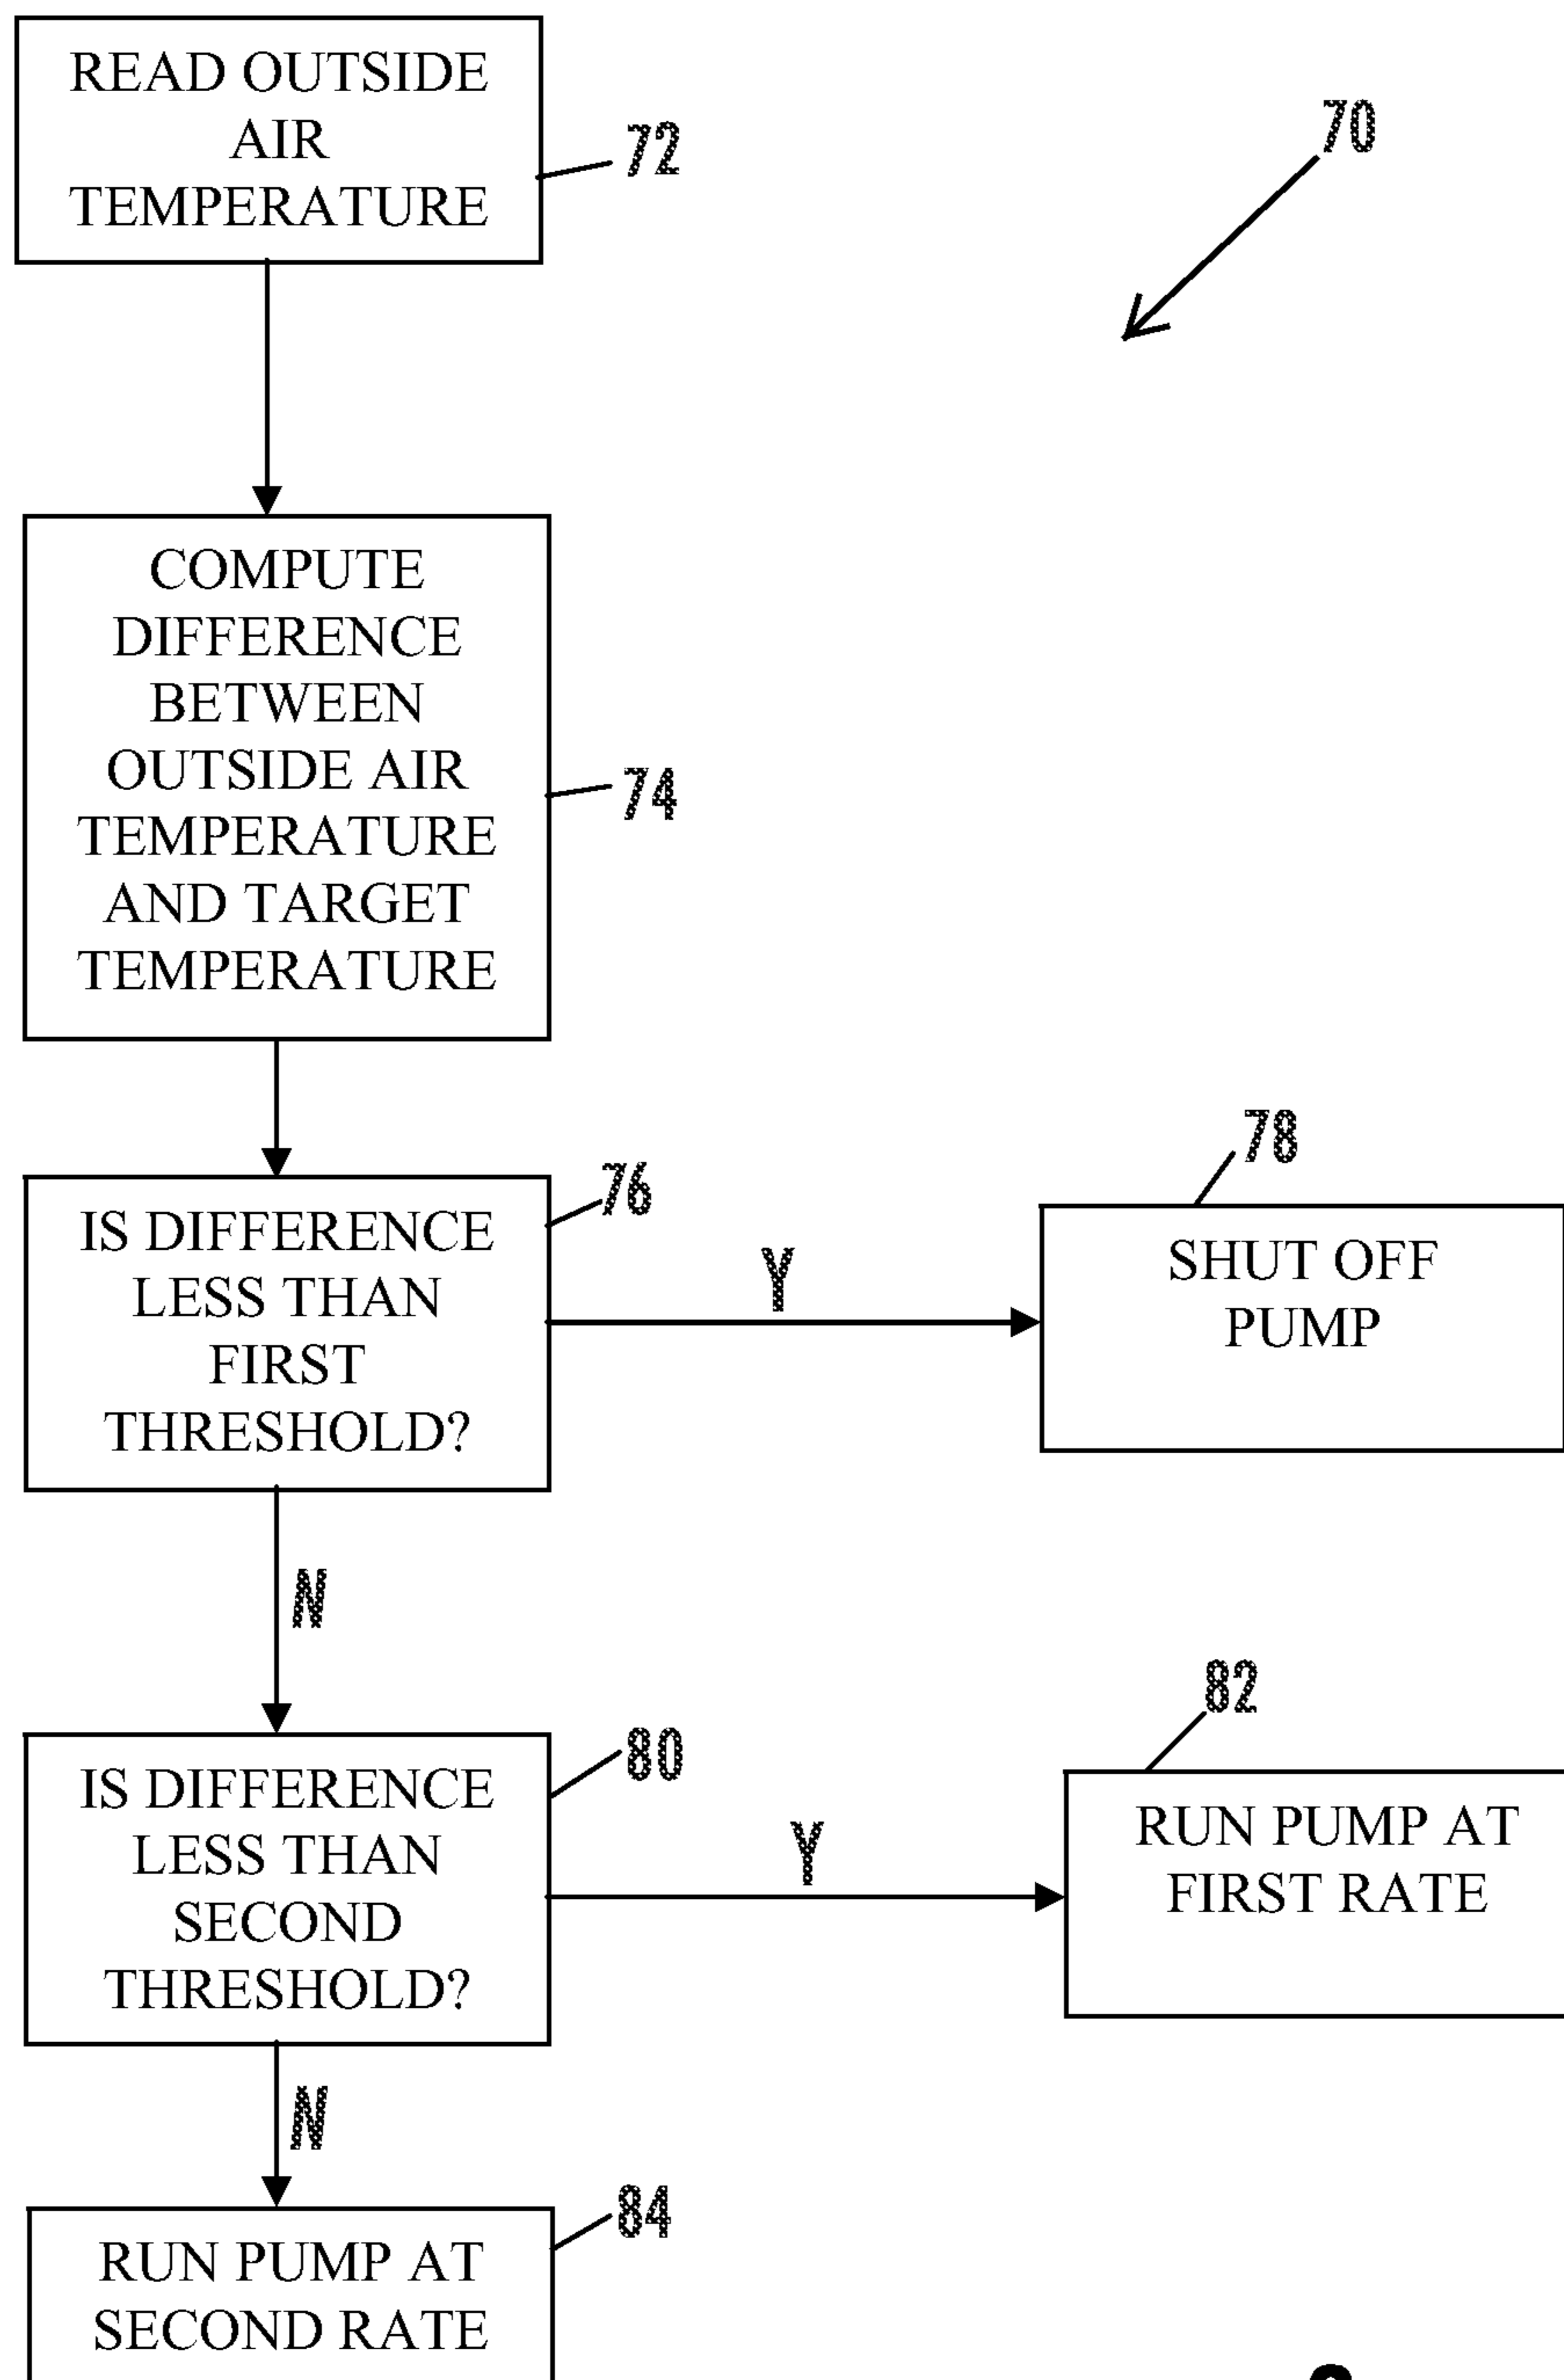 READ OUTSIDE
AIR
TEMPERATURE
72
70
COMPUTE
DIFFERENCE
BETWEEN
OUTSIDE AIR
TEMPERATURE
AND TARGET
TEMPERATURE
74
IS DIFFERENCE
LESS THAN
FIRST
THRESHOLD?
76
Y
78
SHUT OFF
PUMP
N
IS DIFFERENCE
LESS THAN
SECOND
THRESHOLD?
80
Y
82
RUN PUMP AT
FIRST RATE
N
84
RUN PUMP AT
SECOND RATE